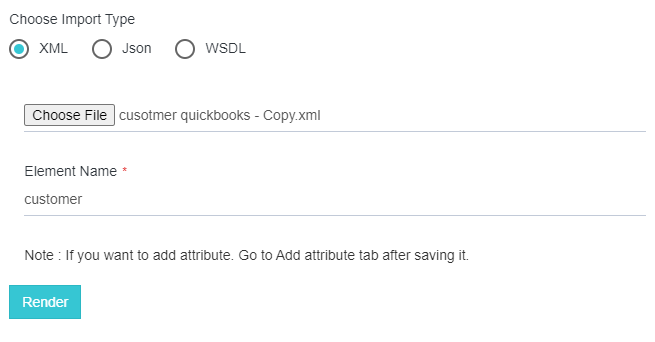 Choose Import Type
XML Json WSDL
Choose File cusotmer quickbooks - Copy.xml
Element Name *
customer
Note : If you want to add attribute. Go to Add attribute tab after saving it.
Render